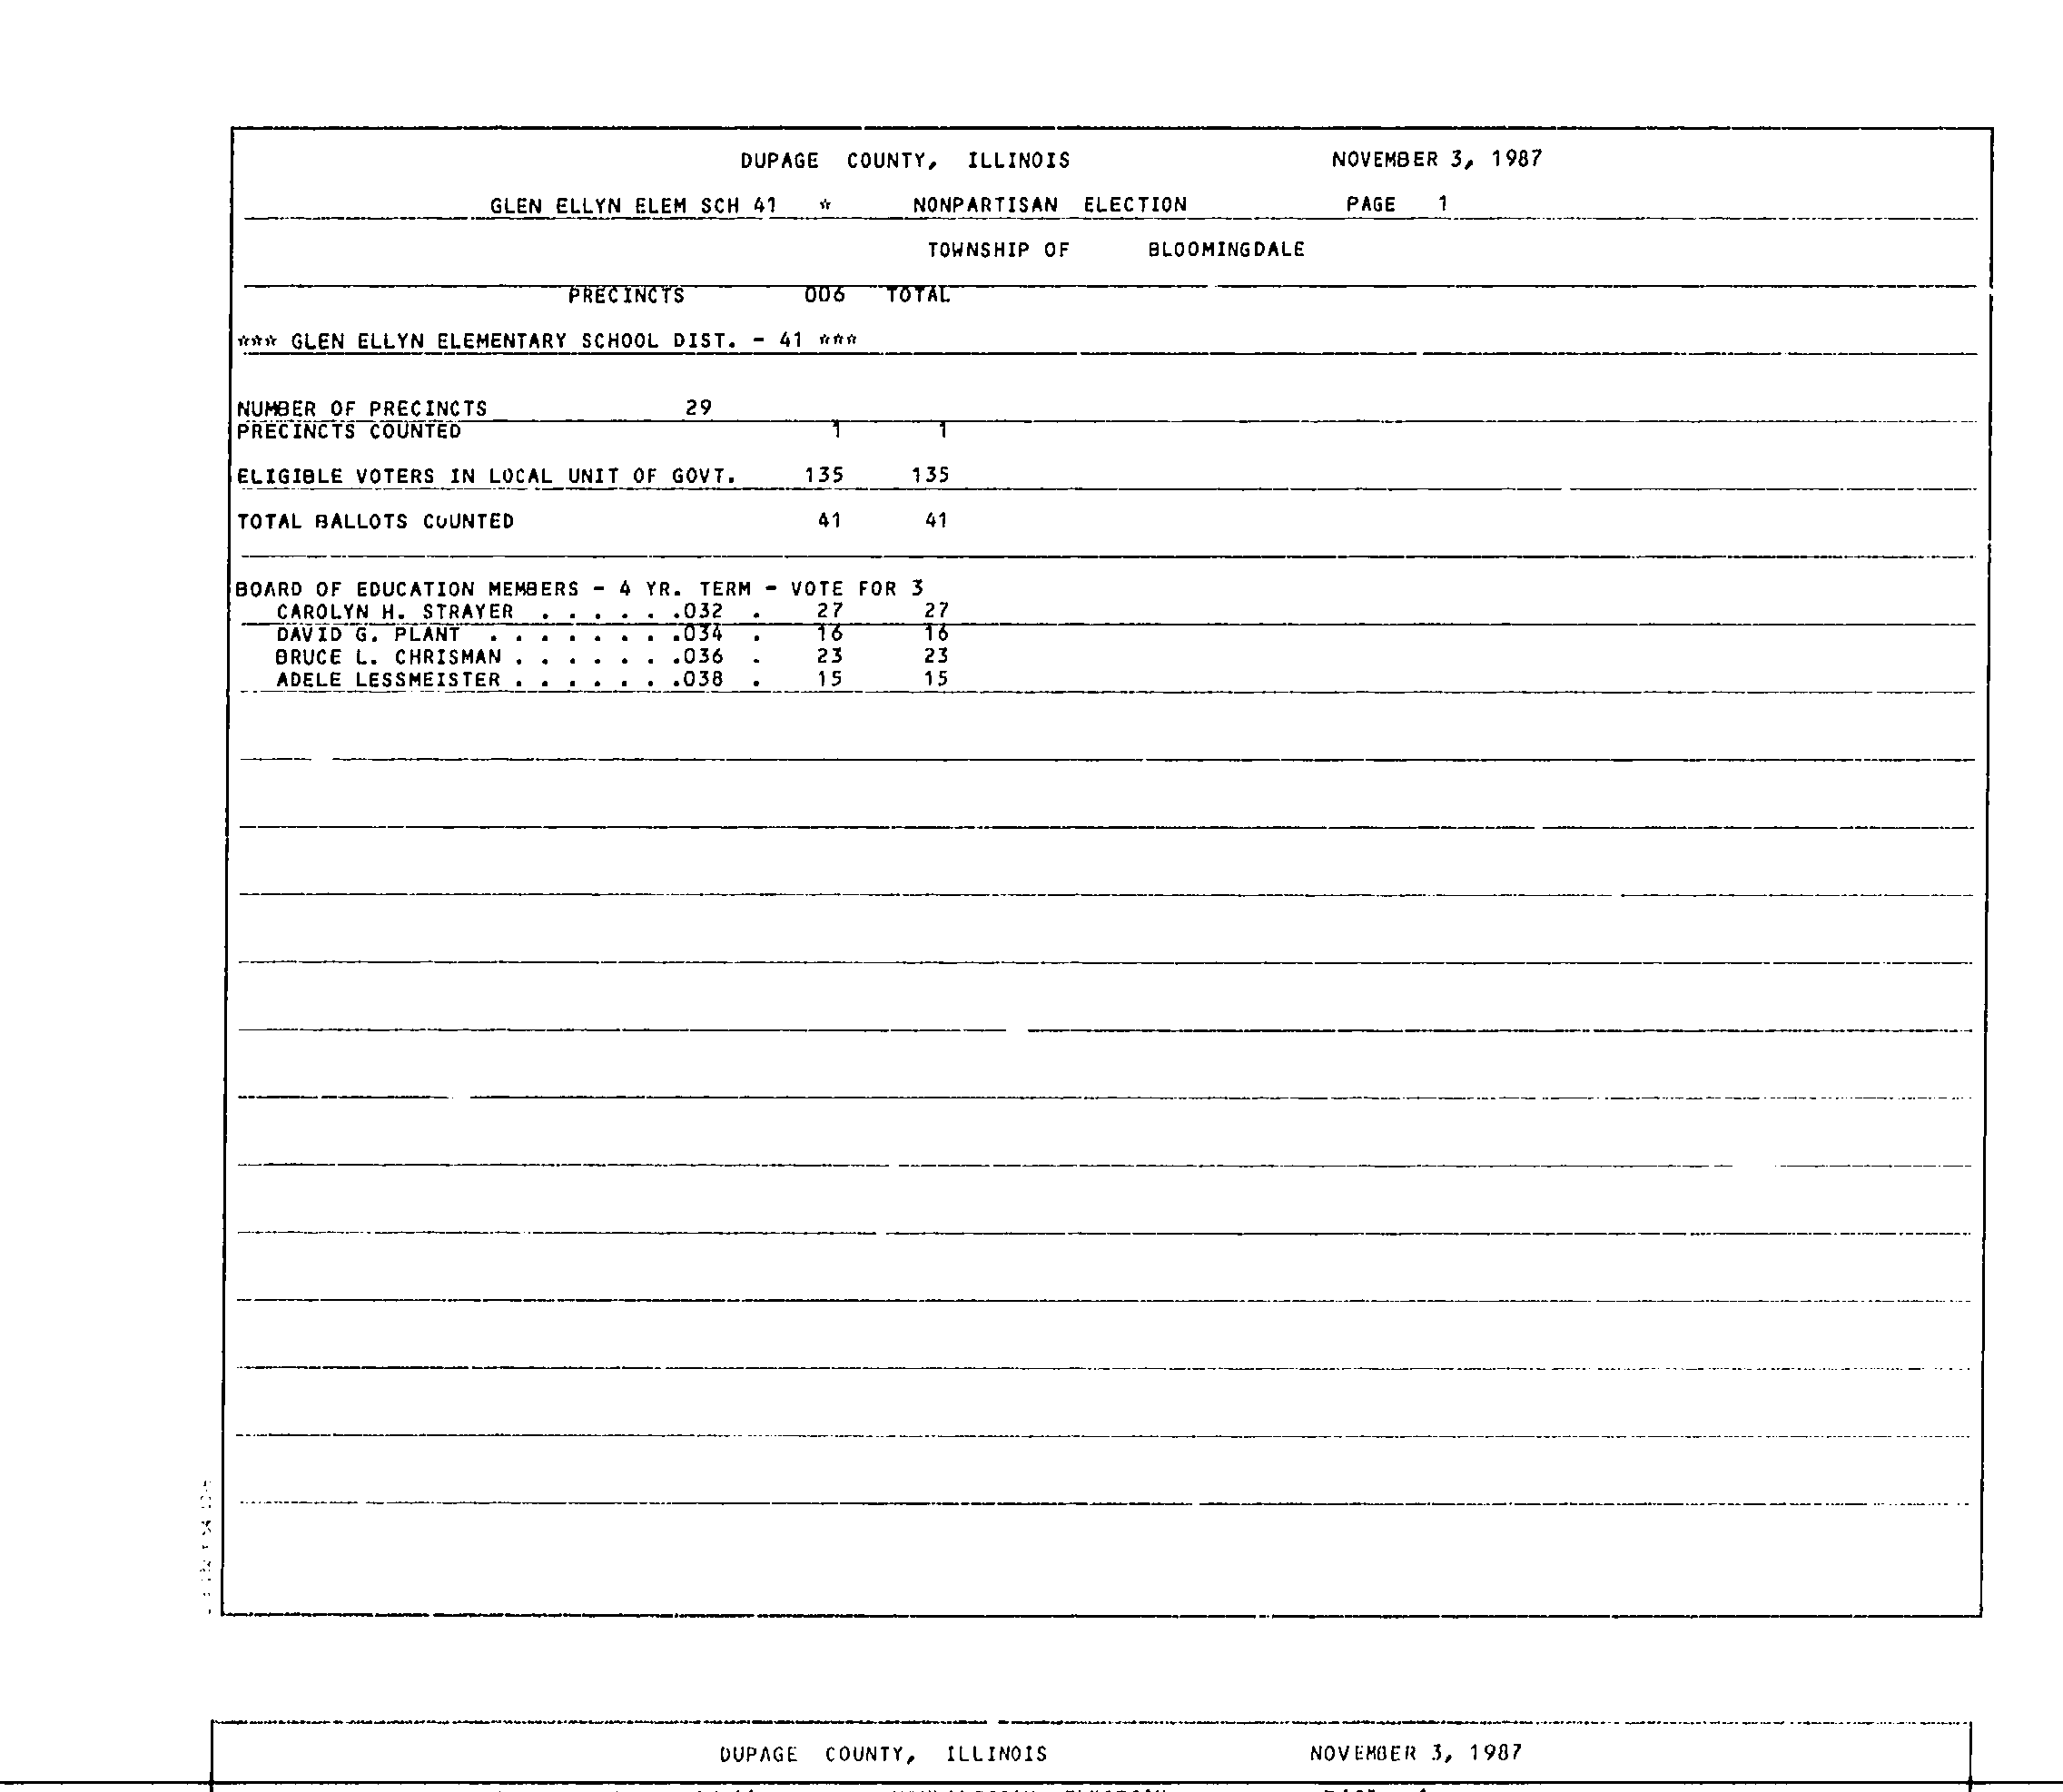 DUPAGE COUNTY, ILLINOIS NOVEMBER 3, 1987
GLEN ELLYN ELEM SCH 41 * NONPARTISAN ELECTION PAGE 1
TOWNSHIP OF BLOOMINGDALE
PRECINCTS 006 TOTAL
*** GLEN ELLYN ELEMENTARY SCHOOL DIST. - 41 ***
NUMBER OF PRECINCTS 29
PRECINCTS COUNTED 1 1
ELIGIBLE VOTERS IN LOCAL UNIT OF GOVT. 135 135
TOTAL BALLOTS COUNTED 41 41
BOARD OF EDUCATION MEMBERS - 4 YR. TERM - VOTE FOR 3
CAROLYN H. STRAYER . . . . . .032 . 27 27
DAVID G. PLANT . . . . . . . .034 . 16 16
BRUCE L. CHRISMAN . . . . . . .036 . 23 23
ADELE LESSMEISTER . . . . . . .038 . 15 15
DUPAGE COUNTY, ILLINOIS NOVEMBER 3, 1987